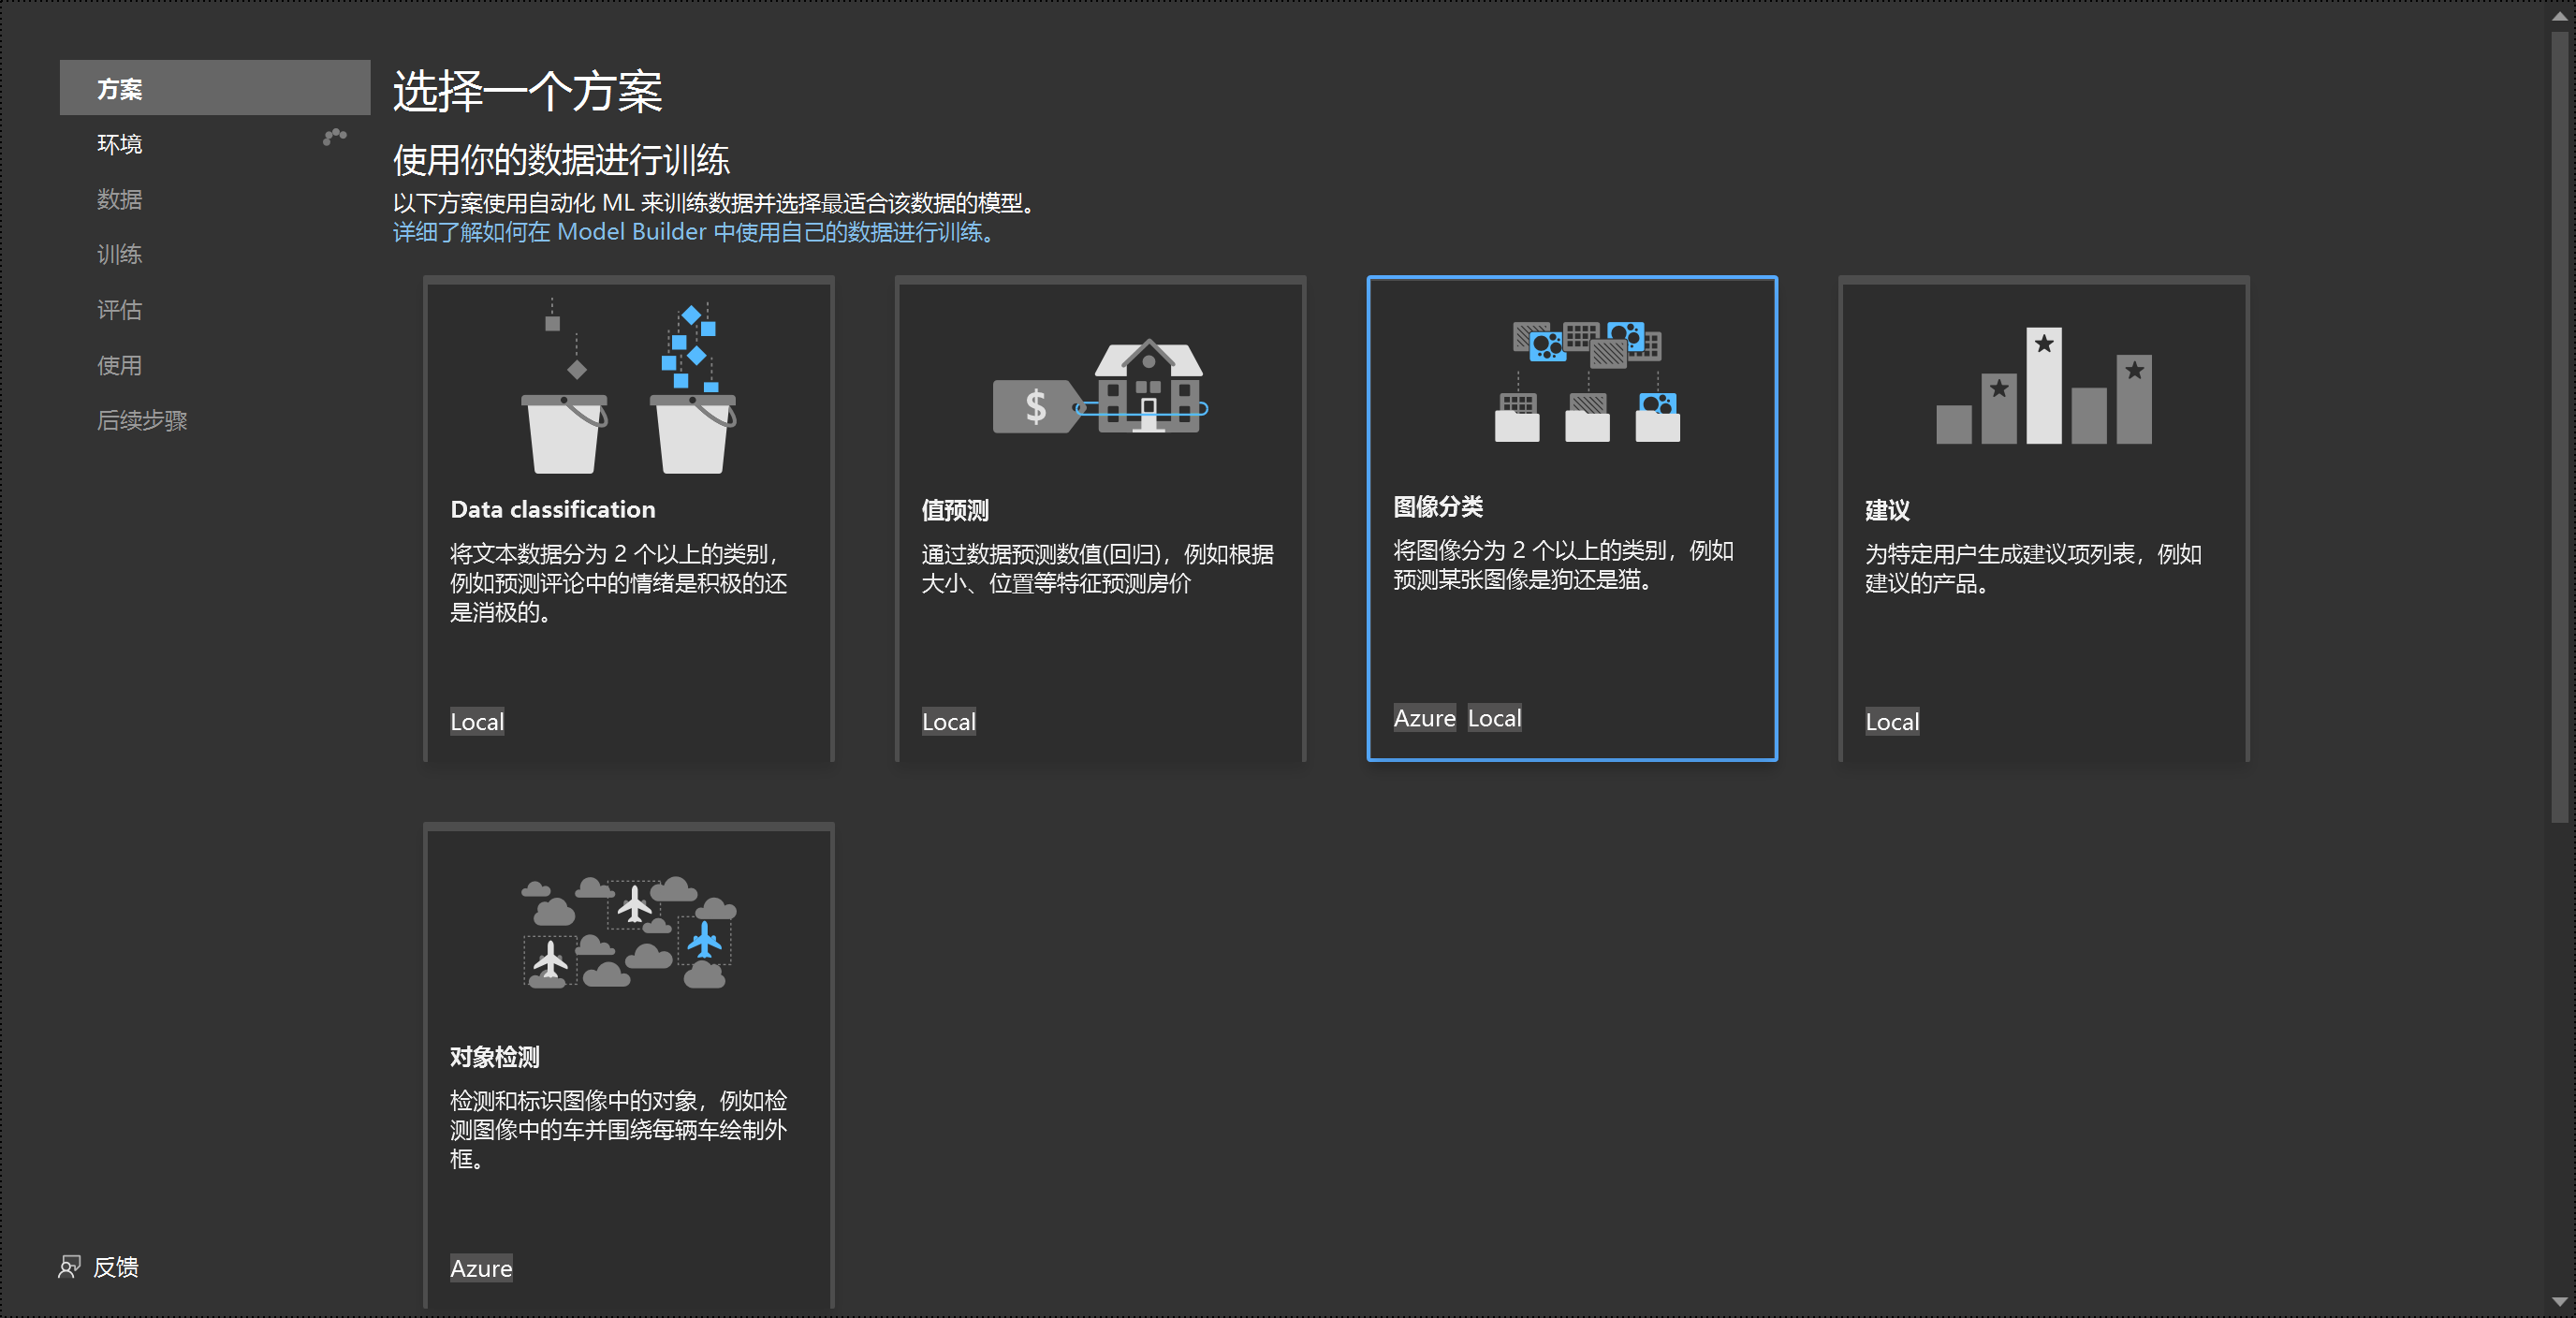 方案
环境
数据
训练
评估
使用
后续步骤
反馈
选择一个方案
使用你的数据进行训练
以下方案使用自动化 ML 来训练数据并选择最适合该数据的模型。
详细了解如何在 Model Builder 中使用自己的数据进行训练。
Data classification
将文本数据分为 2 个以上的类别，
例如预测评论中的情绪是积极的还
是消极的。
Local
$
值预测
通过数据预测数值(回归)，例如根据
大小、位置等特征预测房价
Local
图像分类
将图像分为 2 个以上的类别，例如
预测某张图像是狗还是猫。
Azure Local
建议
为特定用户生成建议项列表，例如
建议的产品。
Local
对象检测
检测和标识图像中的对象，例如检
测图像中的车并围绕每辆车绘制外
框。
Azure